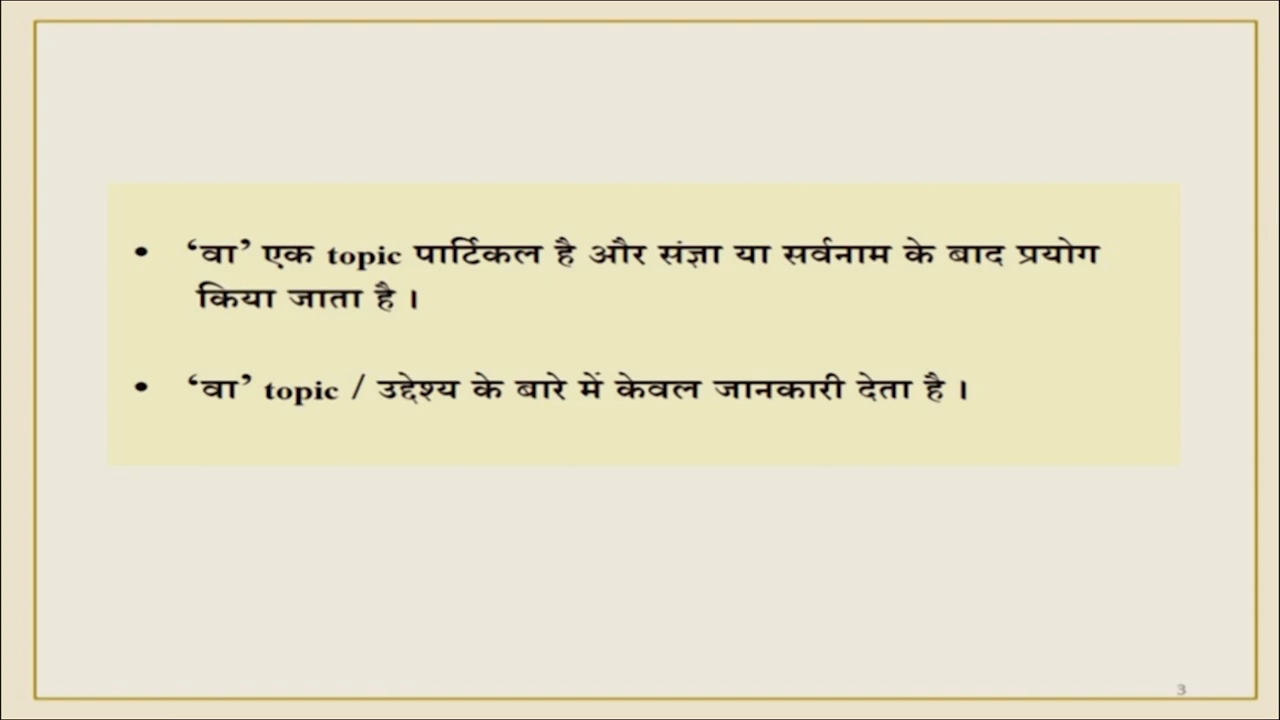 • ‘वा’ एक topic पार्टिकल है और संज्ञा या सर्वनाम के बाद प्रयोग
किया जाता है ।
• ‘वा’ topic / उद्देश्य के बारे में केवल जानकारी देता है ।
3